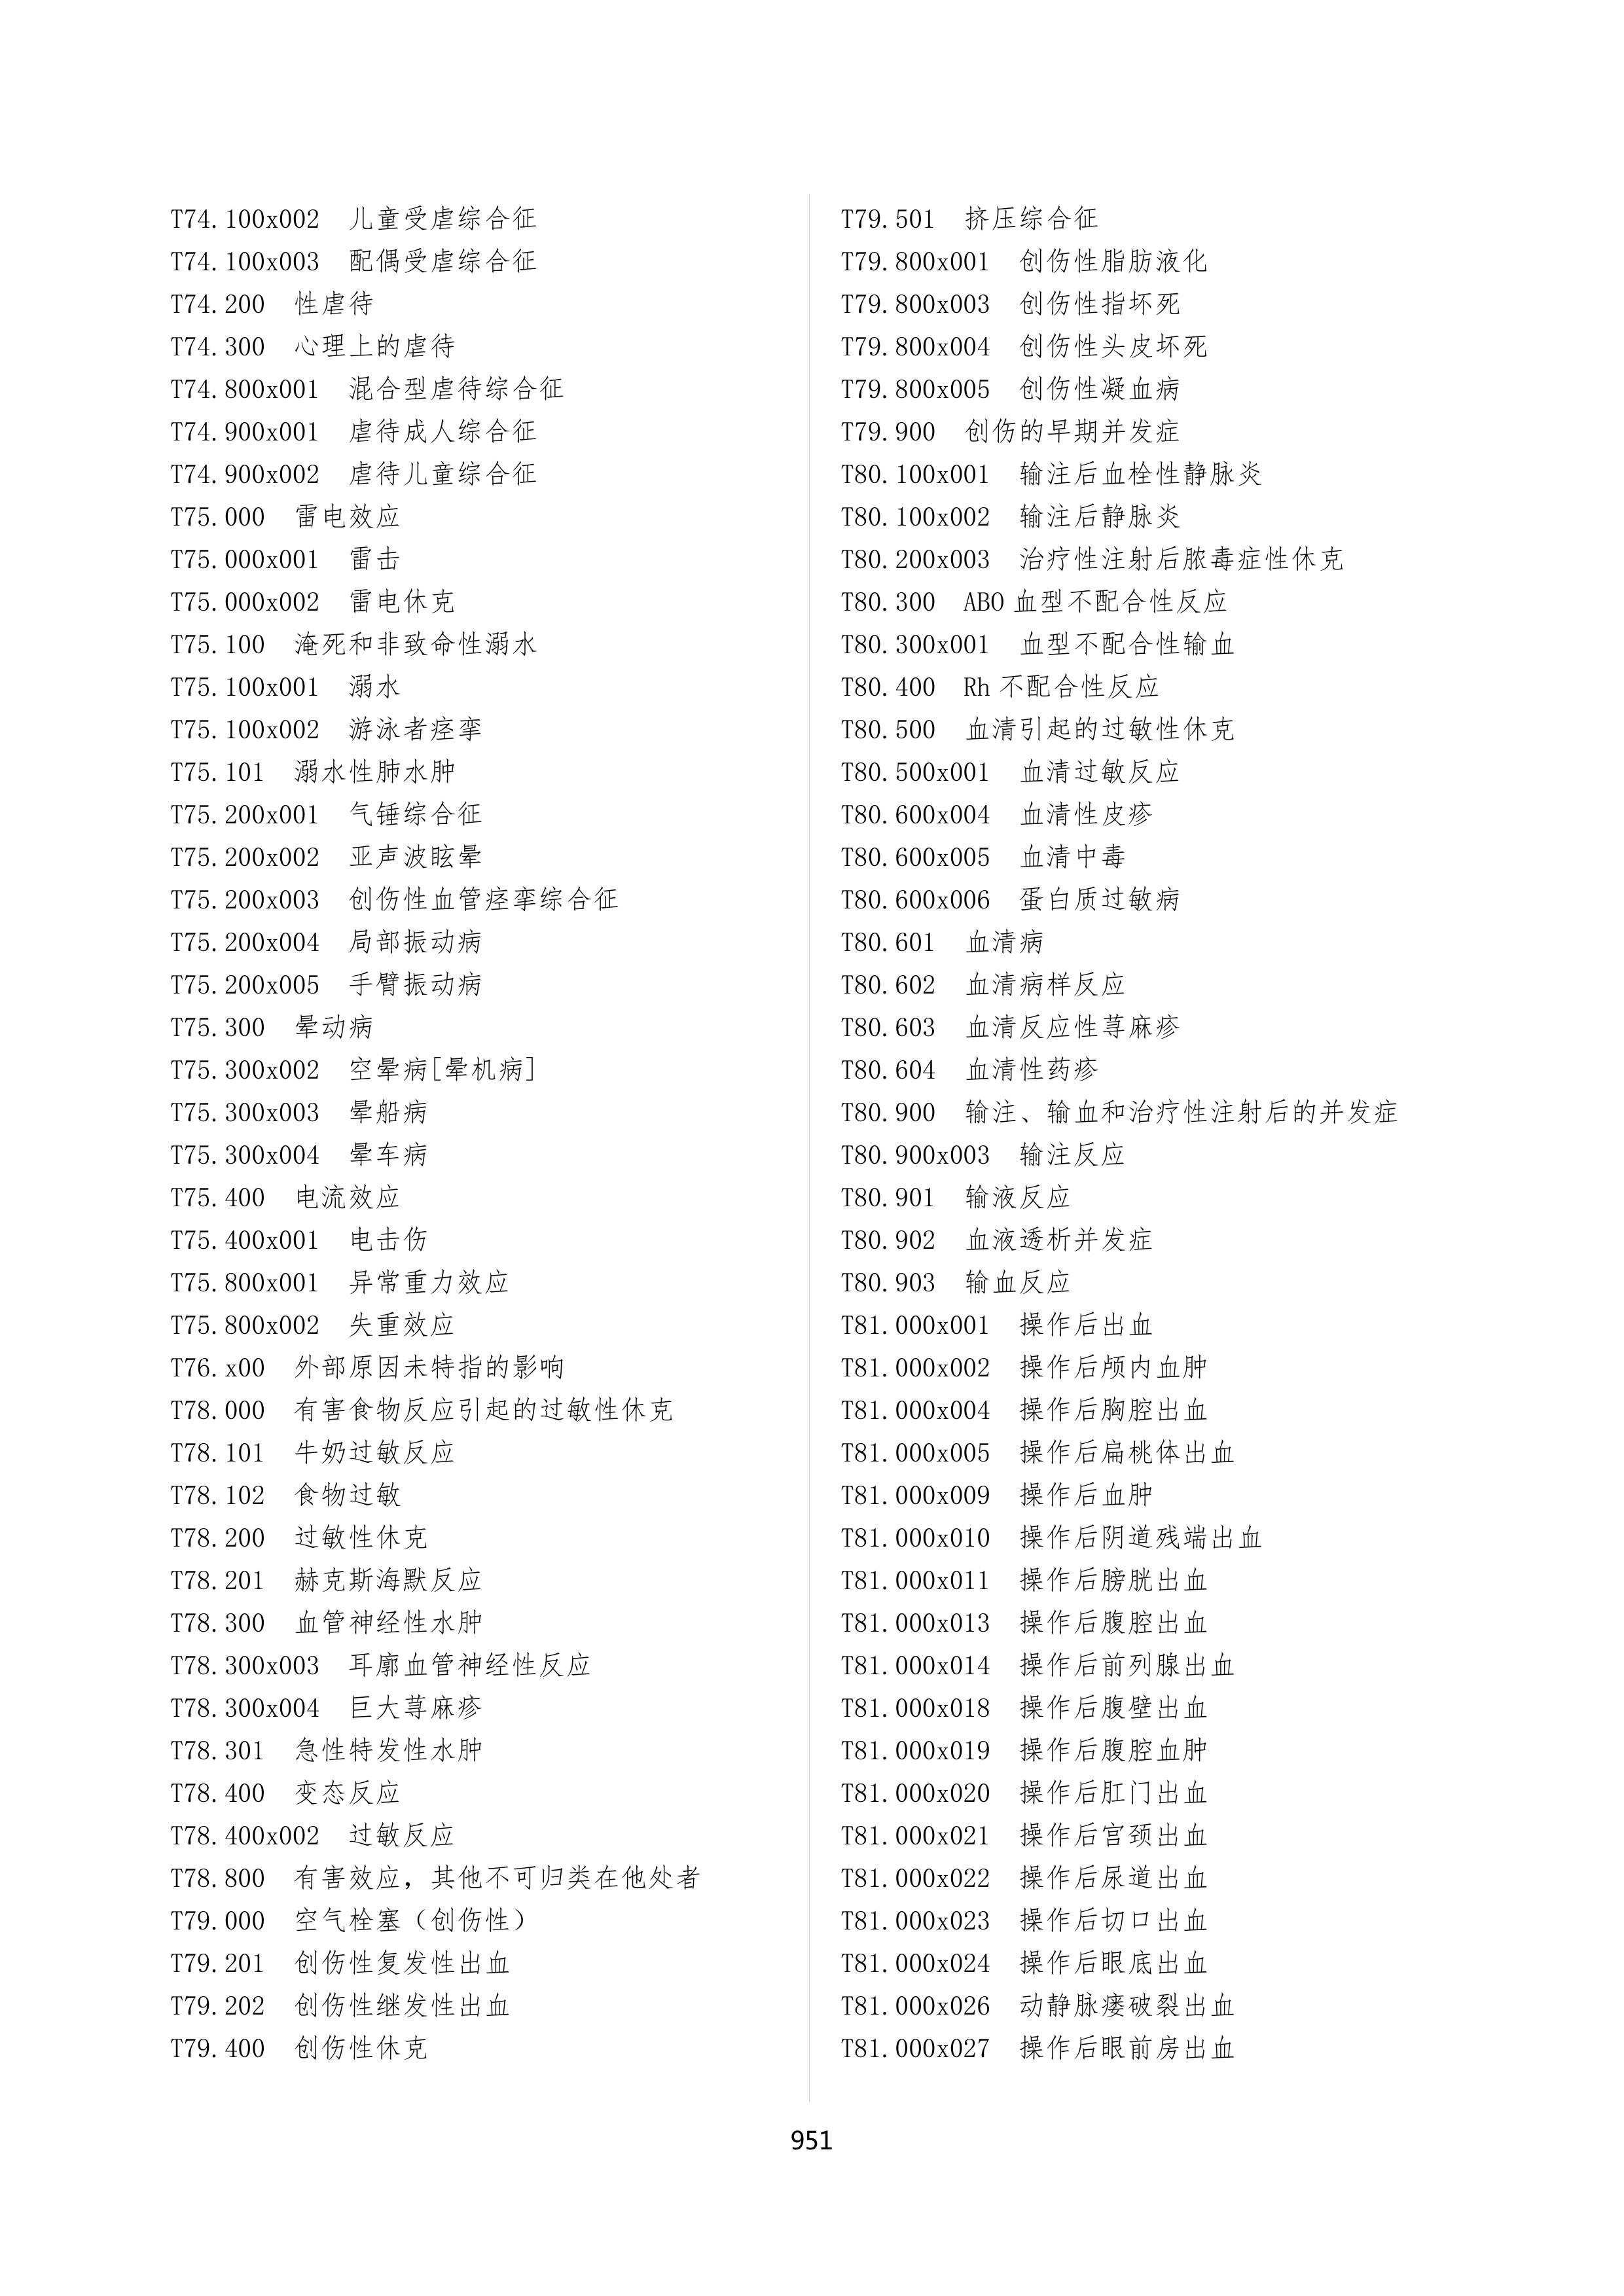 T74.100x002 儿童受虐综合征
T74.100x003 配偶受虐综合征
T74.200 性虐待
T74.300 心理上的虐待
T74.800x001 混合型虐待综合征
T74.900x001 虐待成人综合征
T74.900x002 虐待儿童综合征
T75.000 雷电效应
T75.000x001 雷击
T75.000x002 雷电休克
T75.100 淹死和非致命性溺水
T75.100x001 溺水
T75.100x002 游泳者痉挛
T75.101 溺水性肺水肿
T75.200x001 气锤综合征
T75.200x002 亚声波眩晕
T75.200x003 创伤性血管痉挛综合征
T75.200x004 局部振动病
T75.200x005 手臂振动病
T75.300 晕动病
T75.300x002 空晕病[晕机病]
T75.300x003 晕船病
T75.300x004 晕车病
T75.400 电流效应
T75.400x001 电击伤
T75.800x001 异常重力效应
T75.800x002 失重效应
T76.x00 外部原因未特指的影响
T78.000 有害食物反应引起的过敏性休克
T78.101 牛奶过敏反应
T78.102 食物过敏
T78.200 过敏性休克
T78.201 赫克斯海默反应
T78.300 血管神经性水肿
T78.300x003 耳廓血管神经性反应
T78.300x004 巨大荨麻疹
T78.301 急性特发性水肿
T78.400 变态反应
T78.400x002 过敏反应
T78.800 有害效应，其他不可归类在他处者
T79.000 空气栓塞（创伤性）
T79.201 创伤性复发性出血
T79.202 创伤性继发性出血
T79.400 创伤性休克
T79.501 挤压综合征
T79.800x001 创伤性脂肪液化
T79.800x003 创伤性指坏死
T79.800x004 创伤性头皮坏死
T79.800x005 创伤性凝血病
T79.900 创伤的早期并发症
T80.100x001 输注后血栓性静脉炎
T80.100x002 输注后静脉炎
T80.200x003 治疗性注射后脓毒症性休克
T80.300 ABO血型不配合性反应
T80.300x001 血型不配合性输血
T80.400 Rh不配合性反应
T80.500 血清引起的过敏性休克
T80.500x001 血清过敏反应
T80.600x004 血清性皮疹
T80.600x005 血清中毒
T80.600x006 蛋白质过敏病
T80.601 血清病
T80.602 血清病样反应
T80.603 血清反应性荨麻疹
T80.604 血清性药疹
T80.900 输注、输血和治疗性注射后的并发症
T80.900x003 输注反应
T80.901 输液反应
T80.902 血液透析并发症
T80.903 输血反应
T81.000x001 操作后出血
T81.000x002 操作后颅内血肿
T81.000x004 操作后胸腔出血
T81.000x005 操作后扁桃体出血
T81.000x009 操作后血肿
T81.000x010 操作后阴道残端出血
T81.000x011 操作后膀胱出血
T81.000x013 操作后腹腔出血
T81.000x014 操作后前列腺出血
T81.000x018 操作后腹壁出血
T81.000x019 操作后腹腔血肿
T81.000x020 操作后肛门出血
T81.000x021 操作后宫颈出血
T81.000x022 操作后尿道出血
T81.000x023 操作后切口出血
T81.000x024 操作后眼底出血
T81.000x026 动静脉瘘破裂出血
T81.000x027 操作后眼前房出血
951